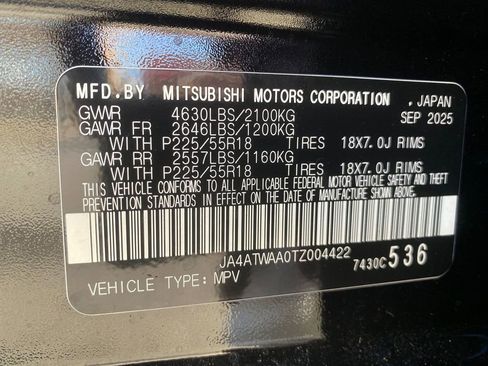 MFD.BY MITSUBISHI MOTORS CORPORATION . JAPAN
GVWR 4630LBS/2100KG SEP 2025
GAWR FR 2646LBS/1200KG
WITH P225/55R18 TIRES 18X7.0J RIMS
GAWR RR 2557LBS/1160KG
WITH P225/55R18 TIRES 18X7.0J RIMS
THIS VEHICLE CONFORMS TO ALL APPLICABLE FEDERAL MOTOR VEHICLE SAFETY AND THEFT
PREVENTION STANDARDS IN EFFECT ON THE DATE OF MANUFACTURE SHOWN ABOVE.
JA4ATWAA0TZ004422
VEHICLE TYPE: MPV 7430C 536